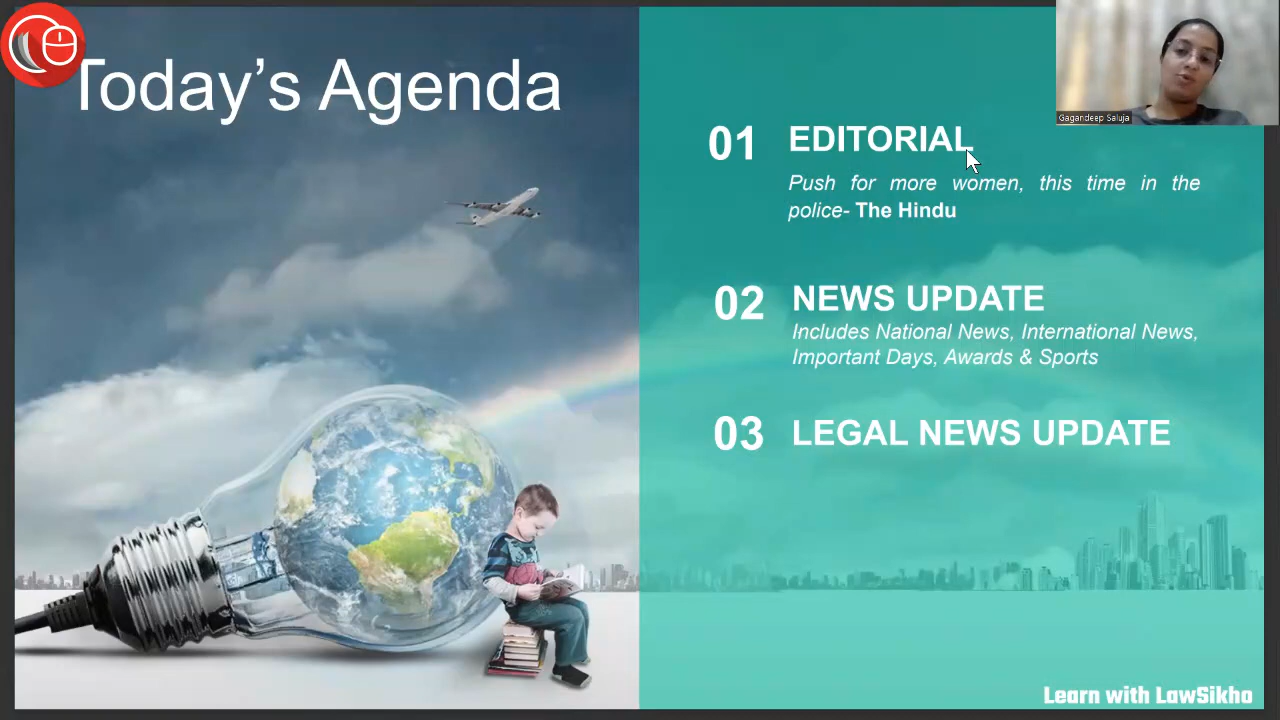 Today's Agenda
Gagandeep Saluja
01 EDITORIAL
Push for more women, this time in the
police- The Hindu
02 NEWS UPDATE
Includes National News, International News,
Important Days, Awards & Sports
03 LEGAL NEWS UPDATE
Learn with LawSikho